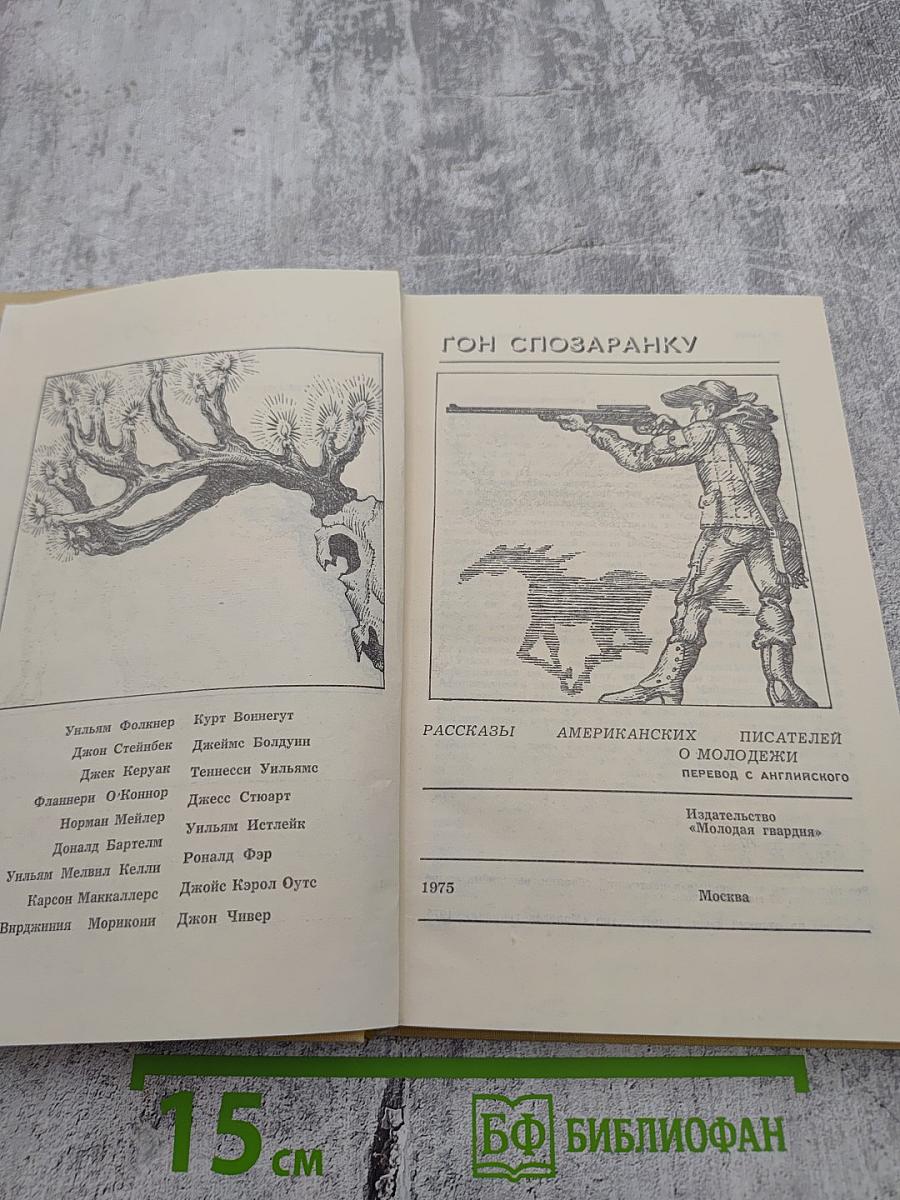 Уильям Фолкнер
Джон Стейнбек
Джек Керуак
Фланнери О'Коннор
Норман Мейлер
Доналд Бартелм
Уильям Мелвил Келли
Карсон Маккаллерс
Вирджиния Морикони
Курт Воннегут
Джеймс Болдуин
Теннесси Уильямс
Джесс Стюарт
Уильям Истлейк
Роналд Фэр
Джойс Кэрол Оутс
Джон Чивер
ГОН СПОЗАРАНКУ
РАССКАЗЫ АМЕРИКАНСКИХ ПИСАТЕЛЕЙ
О МОЛОДЕЖИ
ПЕРЕВОД С АНГЛИЙСКОГО
Издательство
«Молодая гвардия»
1975 Москва
15 см
БФ БИБЛИОФАН